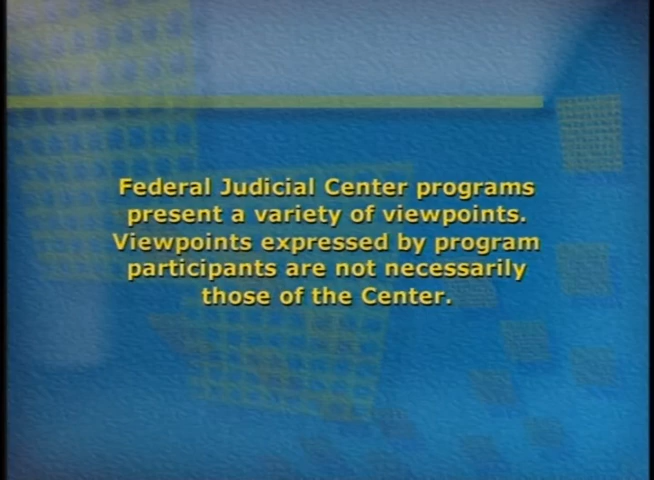 Federal Judicial Center programs
present a variety of viewpoints.
Viewpoints expressed by program
participants are not necessarily
those of the Center.